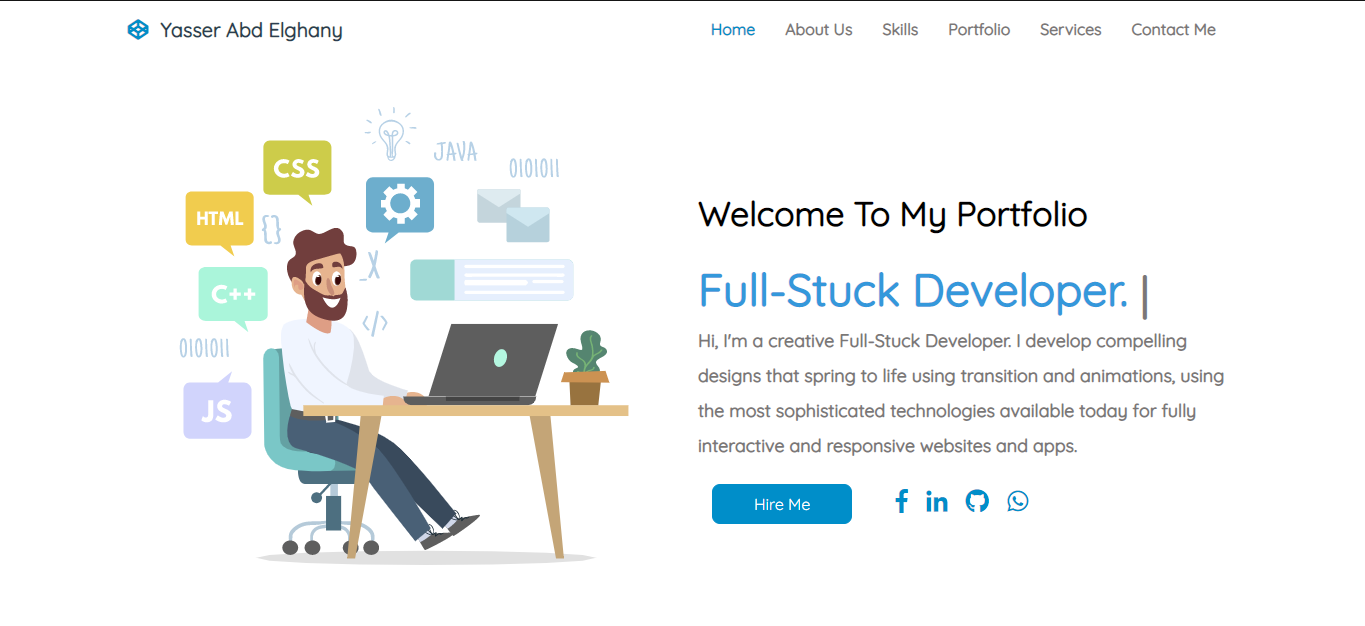 Yasser Abd Elghany
Home About Us Skills Portfolio Services Contact Me
JAVA
CSS
0101011
HTML
{}
_X
C++
</>
0101011
JS
Welcome To My Portfolio
Full-Stuck Developer. |
Hi, I'm a creative Full-Stuck Developer. I develop compelling
designs that spring to life using transition and animations, using
the most sophisticated technologies available today for fully
interactive and responsive websites and apps.
Hire Me